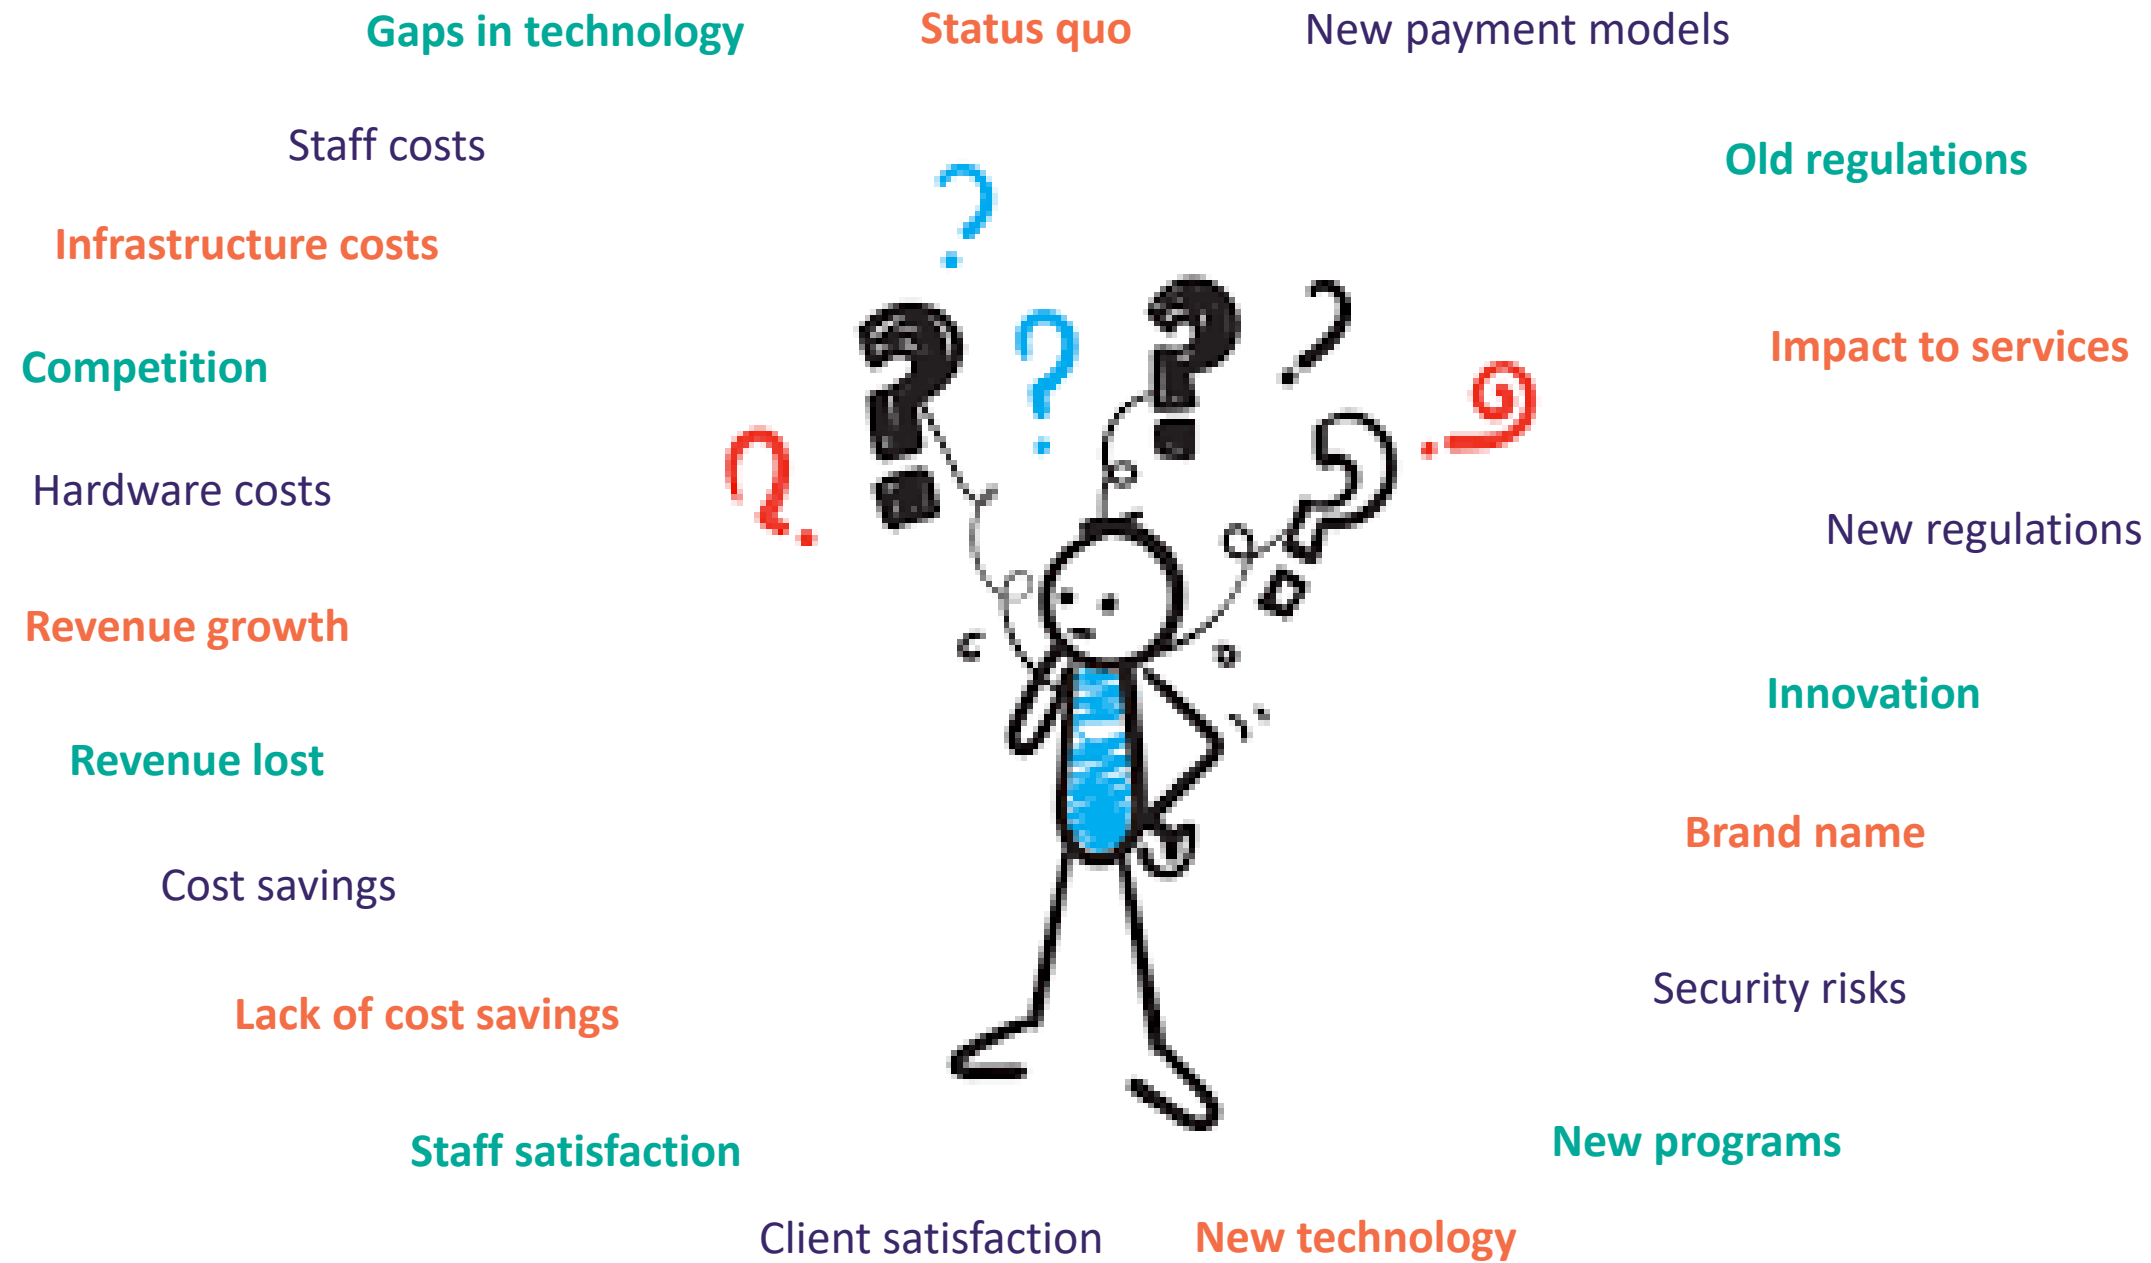 Gaps in technology
Status quo
New payment models
Staff costs
Old regulations
Infrastructure costs
Impact to services
Competition
Hardware costs
New regulations
Revenue growth
Innovation
Revenue lost
Brand name
Cost savings
Security risks
Lack of cost savings
New programs
Staff satisfaction
Client satisfaction
New technology